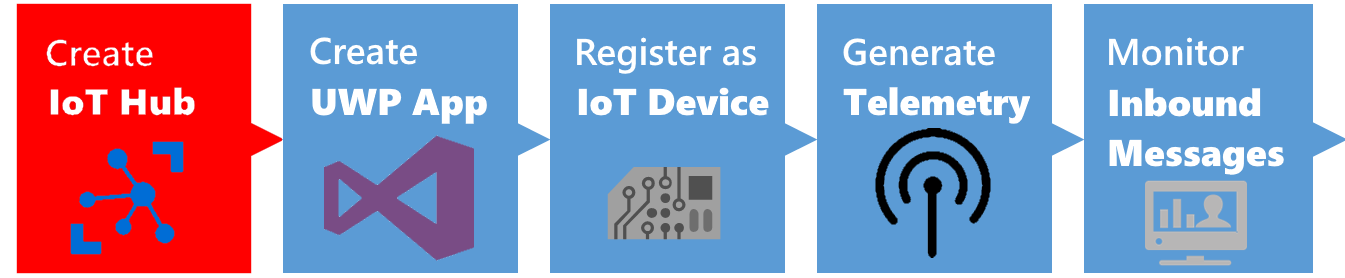 Create
IoT Hub
Create
UWP App
Register as
IoT Device
Generate
Telemetry
Monitor
Inbound
Messages